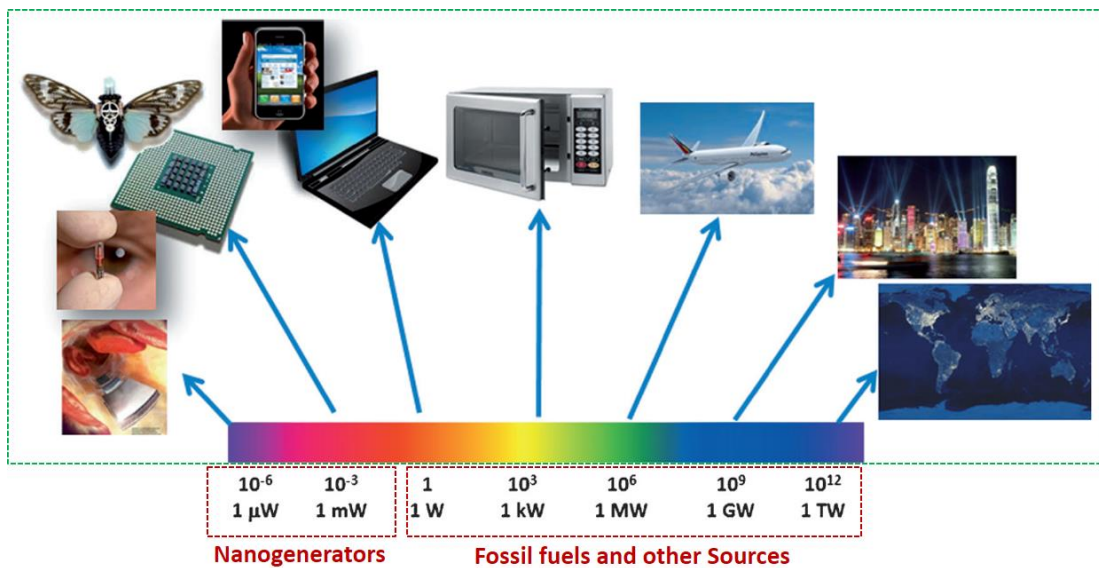 10⁻⁶ 10⁻³ 1 10³ 10⁶ 10⁹ 10¹²
1 μW 1 mW 1 W 1 kW 1 MW 1 GW 1 TW
Nanogenerators Fossil fuels and other Sources